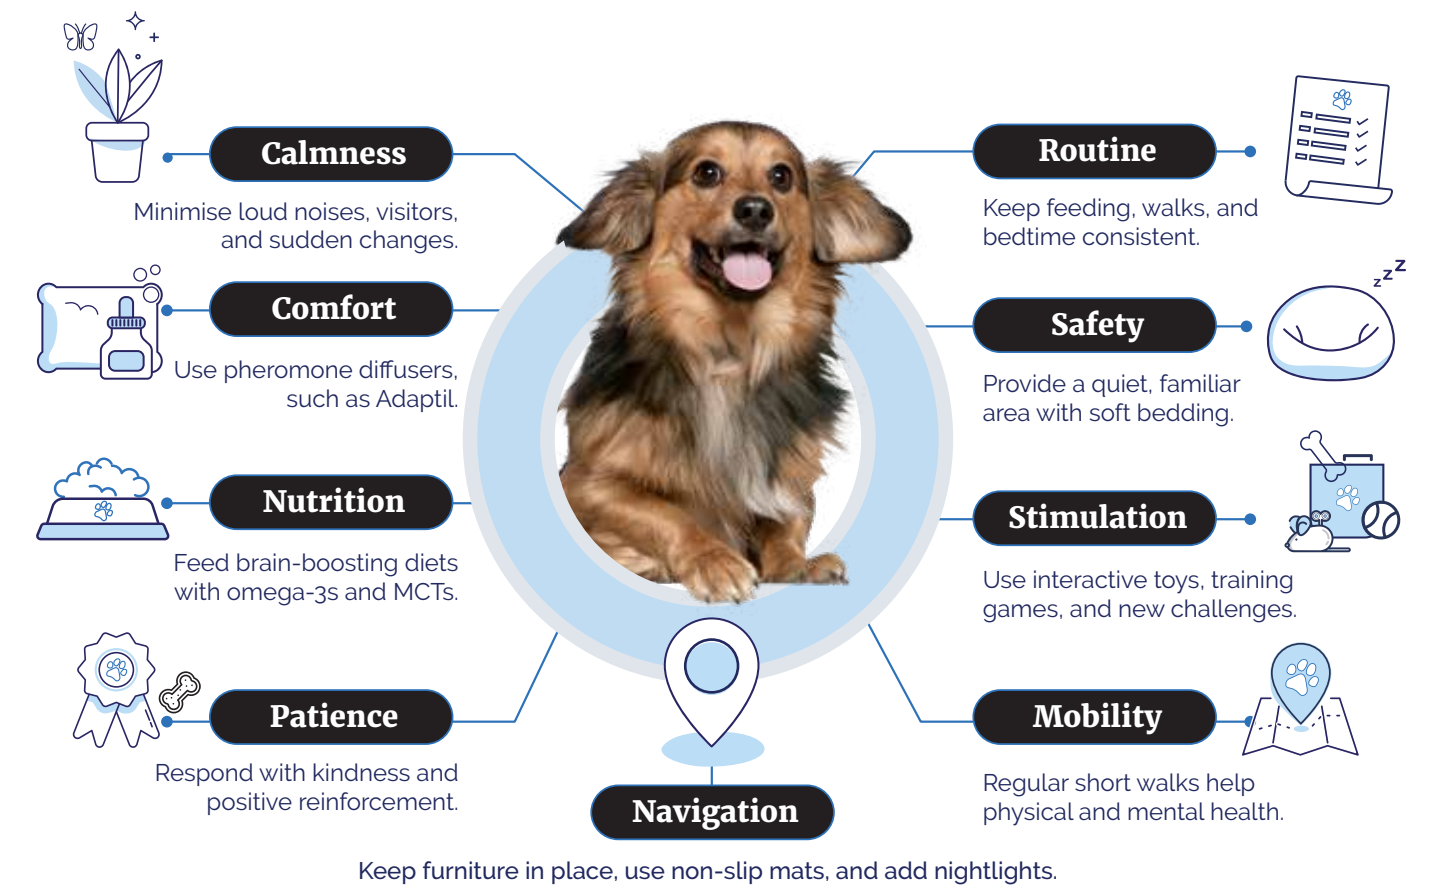 Calmness
Minimise loud noises, visitors,
and sudden changes.
Comfort
Use pheromone diffusers,
such as Adaptil.
Nutrition
Feed brain-boosting diets
with omega-3s and MCTs.
Patience
Respond with kindness and
positive reinforcement.
Routine
Keep feeding, walks, and
bedtime consistent.
z z z
Safety
Provide a quiet, familiar
area with soft bedding.
Stimulation
Use interactive toys, training
games, and new challenges.
Mobility
Regular short walks help
physical and mental health.
Navigation
Keep furniture in place, use non-slip mats, and add nightlights.